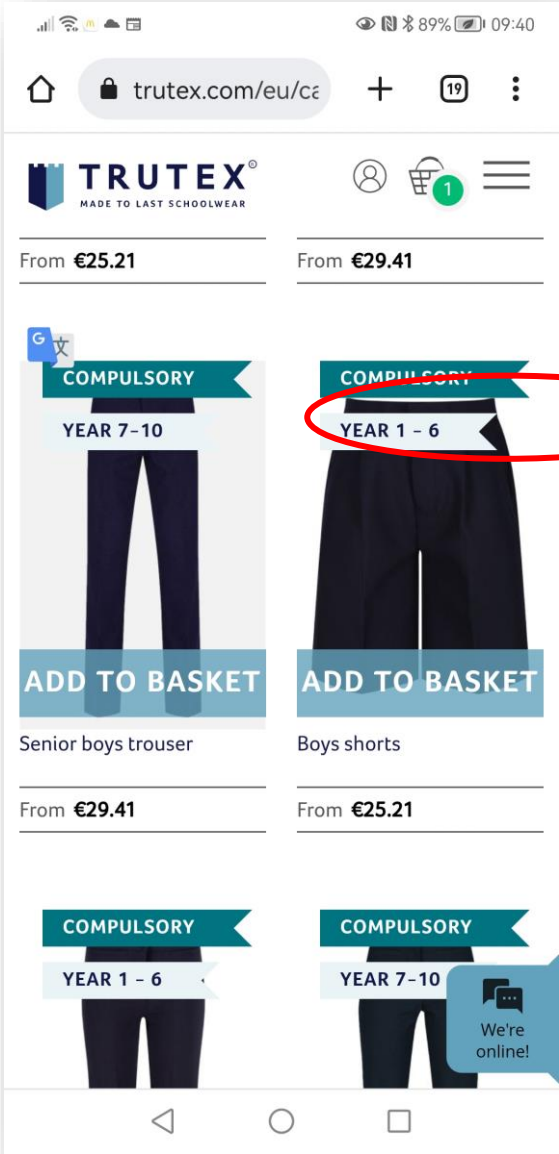 89% 09:40
trutex.com/eu/ca
19
TRUTEX®
MADE TO LAST SCHOOLWEAR
1
From €25.21
From €29.41
G 文
COMPULSORY
COMPULSORY
YEAR 7-10
YEAR 1 - 6
ADD TO BASKET
ADD TO BASKET
Senior boys trouser
Boys shorts
From €29.41
From €25.21
COMPULSORY
COMPULSORY
YEAR 1 - 6
YEAR 7-10
We're
online!